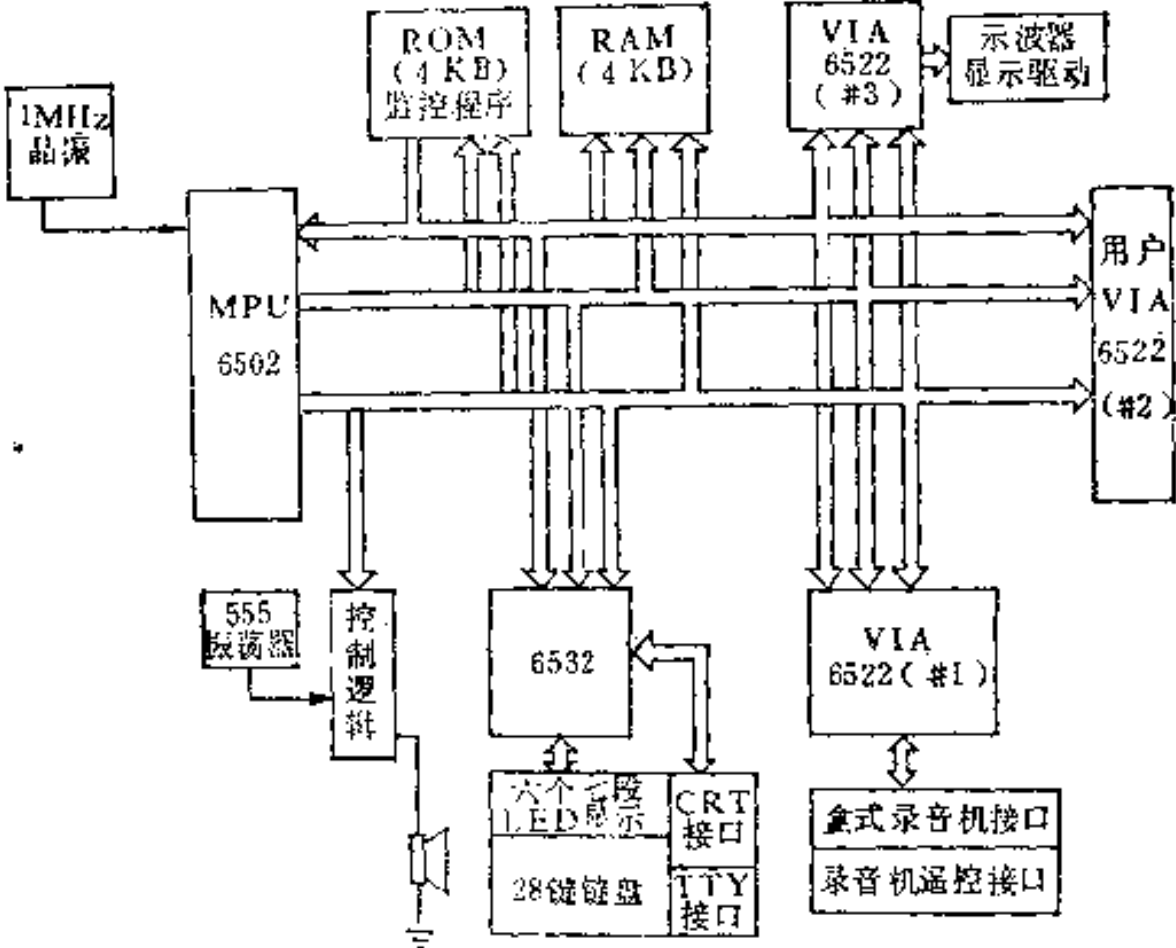 ROM
(4 KB)
监控程序
RAM
(4 KB)
VIA
6522
(#3)
示波器
显示驱动
1MHz
晶振
MPU
6502
用户
VIA
6522
(#2)
555
振荡器
控
制
逻
辑
6532
VIA
6522(#1)
六个七段
LED显示
28键键盘
CRT
接口
TTY
接口
盒式录音机接口
录音机遥控接口